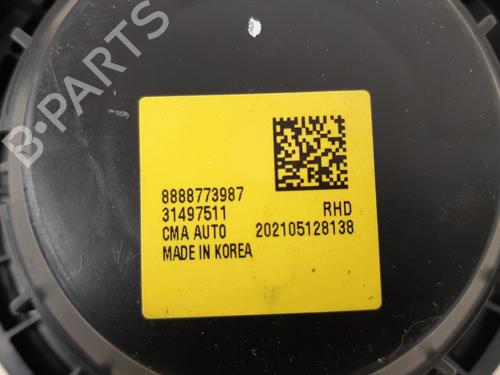 B-PARTS
8888773987
31497511 RHD
CMA AUTO 202105128138
MADE IN KOREA